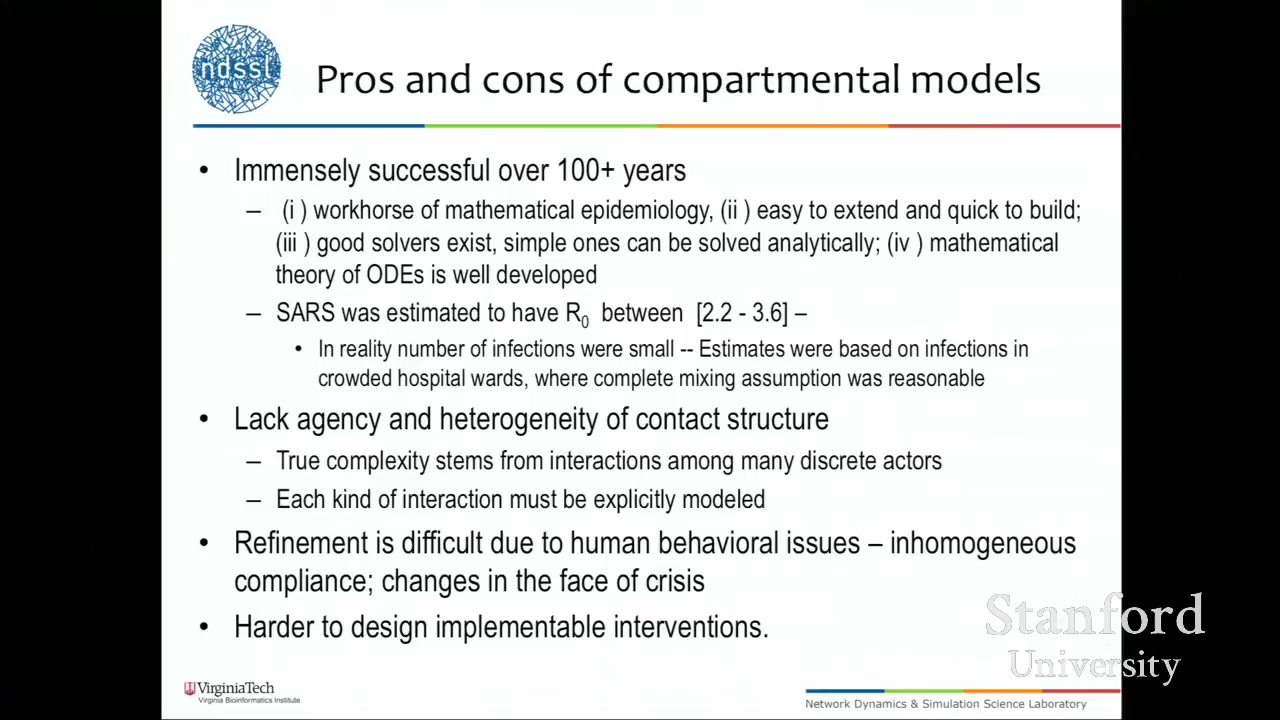 ndssl
Pros and cons of compartmental models
• Immensely successful over 100+ years
– (i ) workhorse of mathematical epidemiology, (ii ) easy to extend and quick to build;
(iii ) good solvers exist, simple ones can be solved analytically; (iv ) mathematical
theory of ODEs is well developed
– SARS was estimated to have R0 between [2.2 - 3.6] –
• In reality number of infections were small -- Estimates were based on infections in
crowded hospital wards, where complete mixing assumption was reasonable
• Lack agency and heterogeneity of contact structure
– True complexity stems from interactions among many discrete actors
– Each kind of interaction must be explicitly modeled
• Refinement is difficult due to human behavioral issues – inhomogeneous
compliance; changes in the face of crisis
• Harder to design implementable interventions.
Stanford
University
VirginiaTech
Virginia Bioinformatics Institute
Network Dynamics & Simulation Science Laboratory